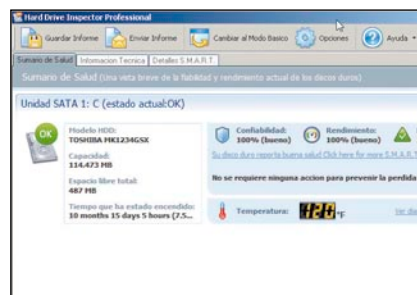 Hard Drive Inspector Professional
Guardar Informe Enviar Informe Cambiar al Modo Basico Opciones Ayuda
Sumario de Salud Informacion Tecnica Detalles S.M.A.R.T.
Sumario de Salud (Una vista breve de la fiabilidad y rendimiento actual de los discos duros)
Unidad SATA 1: C (estado actual:OK)
OK
Modelo HDD:
TOSHIBA MK1234GSX
Capacidad:
114.473 MB
Espacio libre total:
487 MB
Tiempo que ha estado encendido:
10 months 15 days 5 hours (7.5...
Confiabilidad:
100% (bueno)
Rendimiento:
100% (bueno)
Su disco duro reporta buena salud Click here for more S.M.A.R.T
No se requiere ninguna accion para prevenir la perdida
Temperatura: 120 °F
Ver